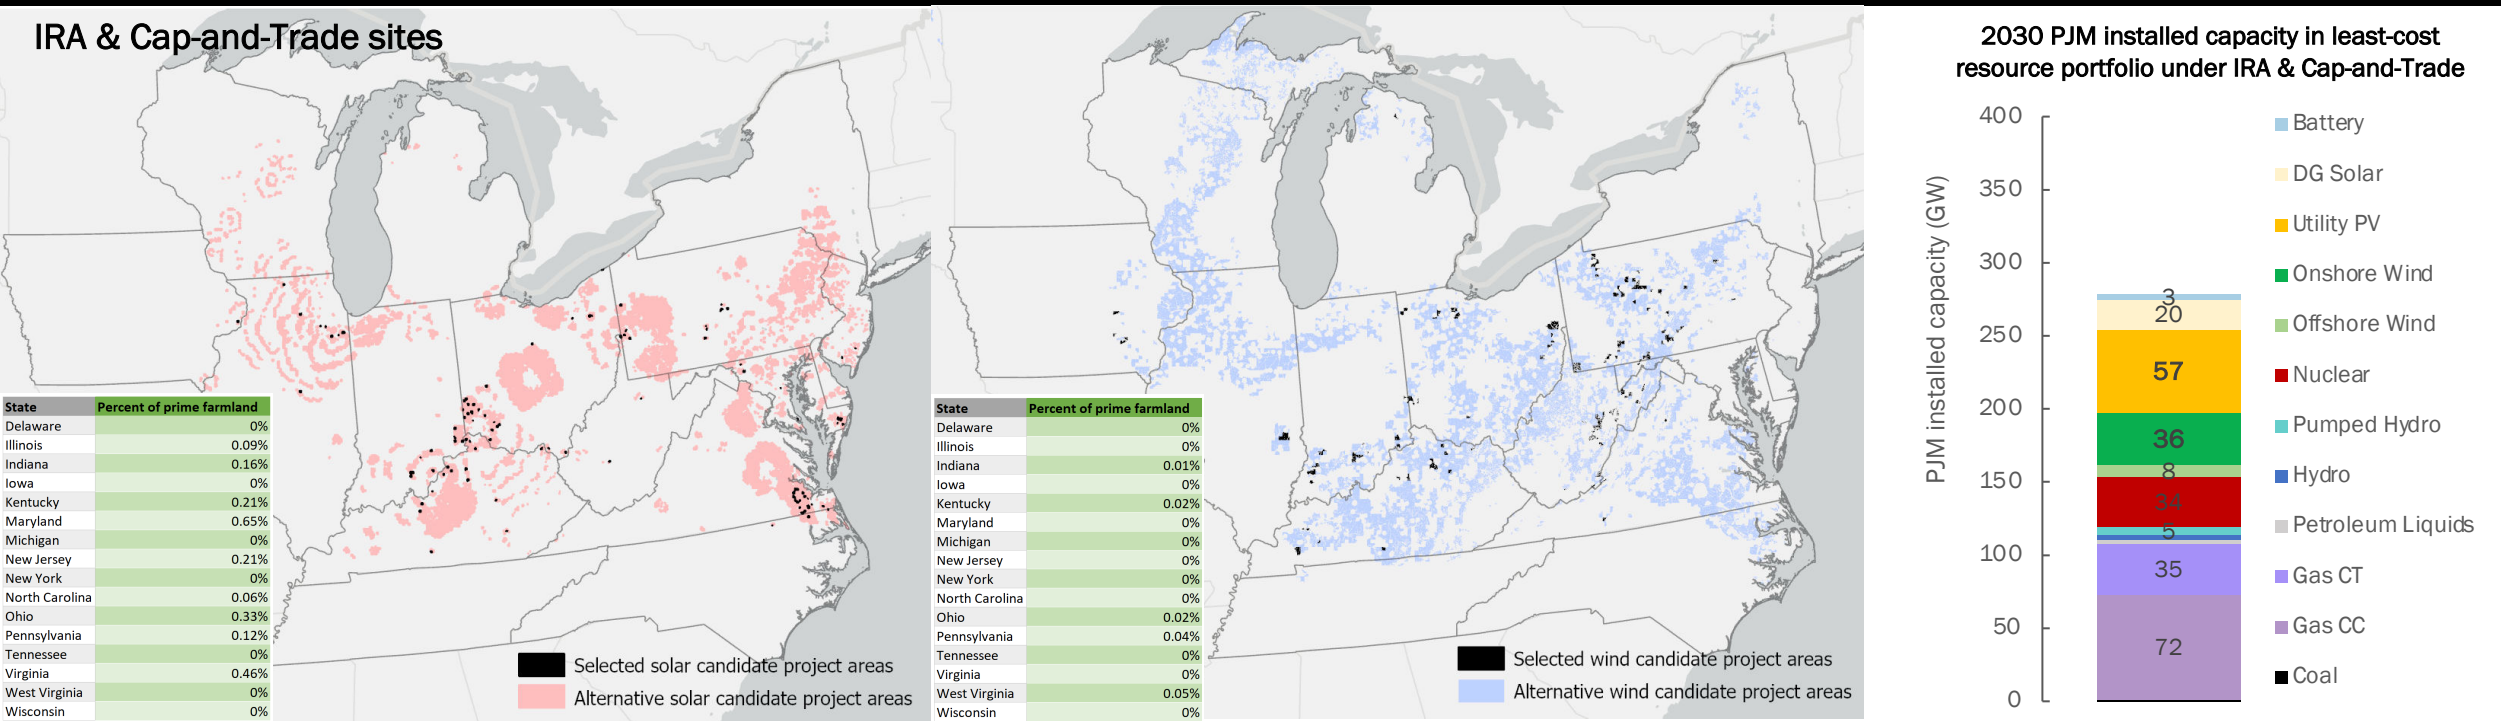 IRA & Cap-and-Trade sites
State Percent of prime farmland
Delaware 0%
Illinois 0.09%
Indiana 0.16%
Iowa 0%
Kentucky 0.21%
Maryland 0.65%
Michigan 0%
New Jersey 0.21%
New York 0%
North Carolina 0.06%
Ohio 0.33%
Pennsylvania 0.12%
Tennessee 0%
Virginia 0.46%
West Virginia 0%
Wisconsin 0%
Selected solar candidate project areas
Alternative solar candidate project areas
State Percent of prime farmland
Delaware 0%
Illinois 0%
Indiana 0.01%
Iowa 0%
Kentucky 0.02%
Maryland 0%
Michigan 0%
New Jersey 0%
New York 0%
North Carolina 0%
Ohio 0.02%
Pennsylvania 0.04%
Tennessee 0%
Virginia 0%
West Virginia 0.05%
Wisconsin 0%
Selected wind candidate project areas
Alternative wind candidate project areas
2030 PJM installed capacity in least-cost
resource portfolio under IRA & Cap-and-Trade
PJM installed capacity (GW)
400
350
300
250
200
150
100
50
0
3
20
57
36
8
34
5
35
72
Battery
DG Solar
Utility PV
Onshore Wind
Offshore Wind
Nuclear
Pumped Hydro
Hydro
Petroleum Liquids
Gas CT
Gas CC
Coal